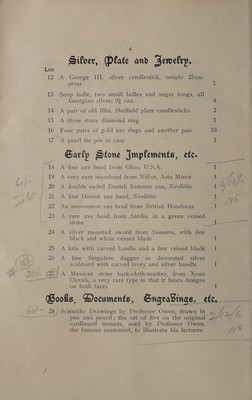 4
Silver, Plate and Jewelry.
Lot
12 A George III. silver candlestick, weight 21ozs.
gross 1
13 Soup ladle, two small ladles and sugar tongs, all
Georgian silver, 9½ ozs. 4
14 A pair of old 10in. Sheffield plate candlesticks 2
15 A three stone diamond ring 1
16 Four pairs of gold ear rings and another pair 10
17 A pearl tie pin in case 1
Early Stone Implements, etc.
18 A fine axe head from Ohio, U.S.A. 1
19 A very rare macehead from Nifar, Asia Minor 1
20 A double ended Danish hammer axe, Neolithic 1
21 A fine Danish axe head, Neolithic 1
22 An uncommon axe head from British Honduras 1
23 A rare axe head from Sardis, in a green veined
stone 1
24 A silver mounted sword from Sumatra, with fine
black and white veined blade 1
25 A kris with carved handle and a fine veined blade 1
26 A fine Singalese dagger in decorated silver
scabbard with carved ivory and silver handle 1
27 A Mexican stone bark-cloth-marker, from Xoxo
Oaxala, a very rare type in that it bears designs
on both faces 1
Books, Documents, Engravings, etc.
28 Scientific Drawings by Professor Owen, drawn in
pen and pencil; the set of five on the original
cardboard mounts, used by Professor Owen,
the famous anatomist, to illustrate his lectures